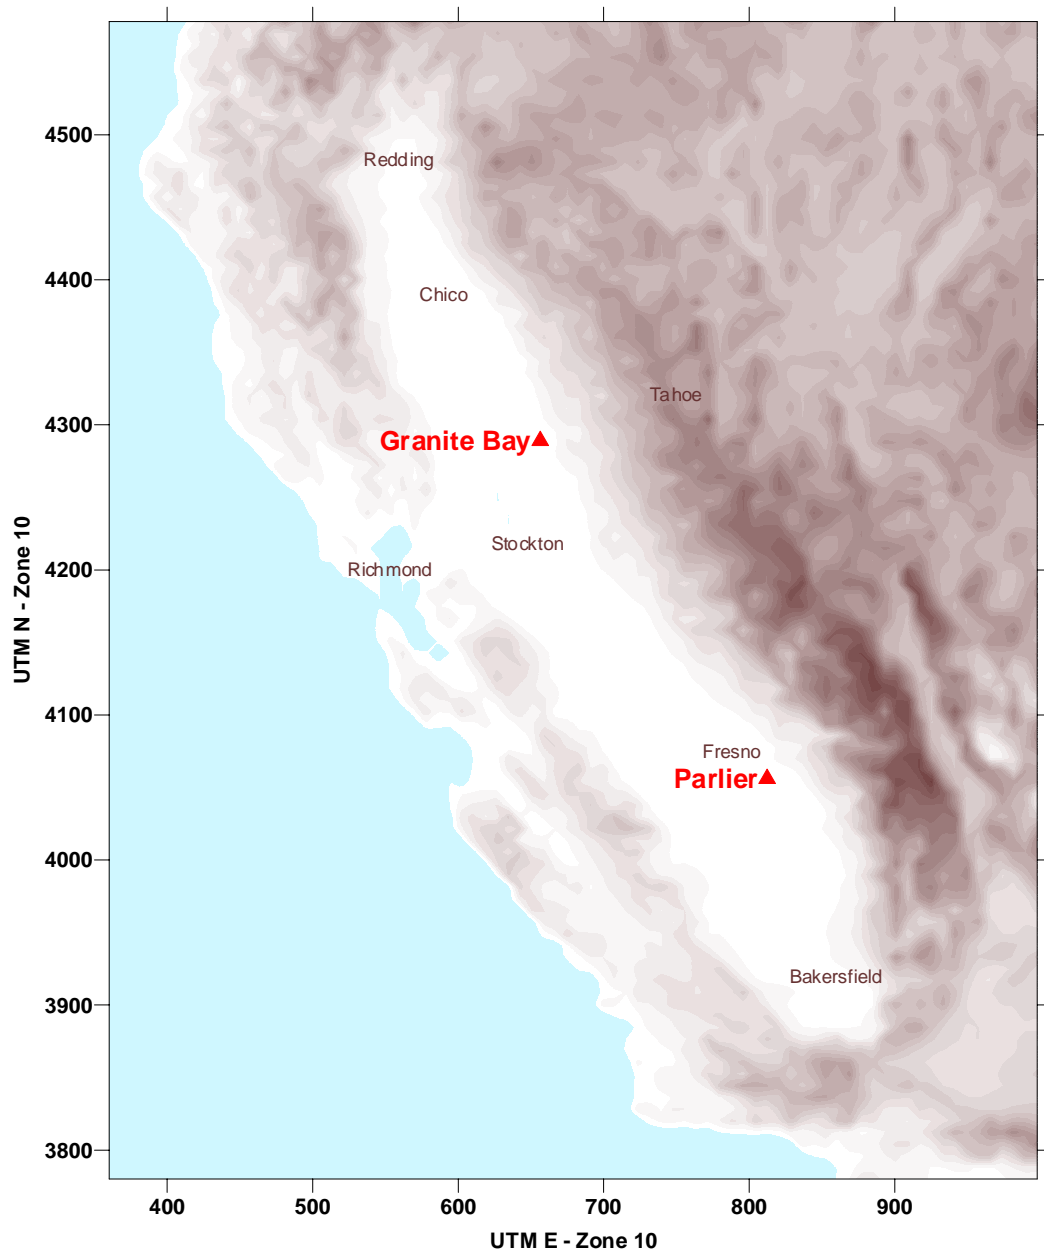 4500
Redding
4400
Chico
Tahoe
4300
Granite Bay
Stockton
4200
Richmond
UTM N - Zone 10
4100
Fresno
Parlier
4000
Bakersfield
3900
3800
400 500 600 700 800 900
UTM E - Zone 10